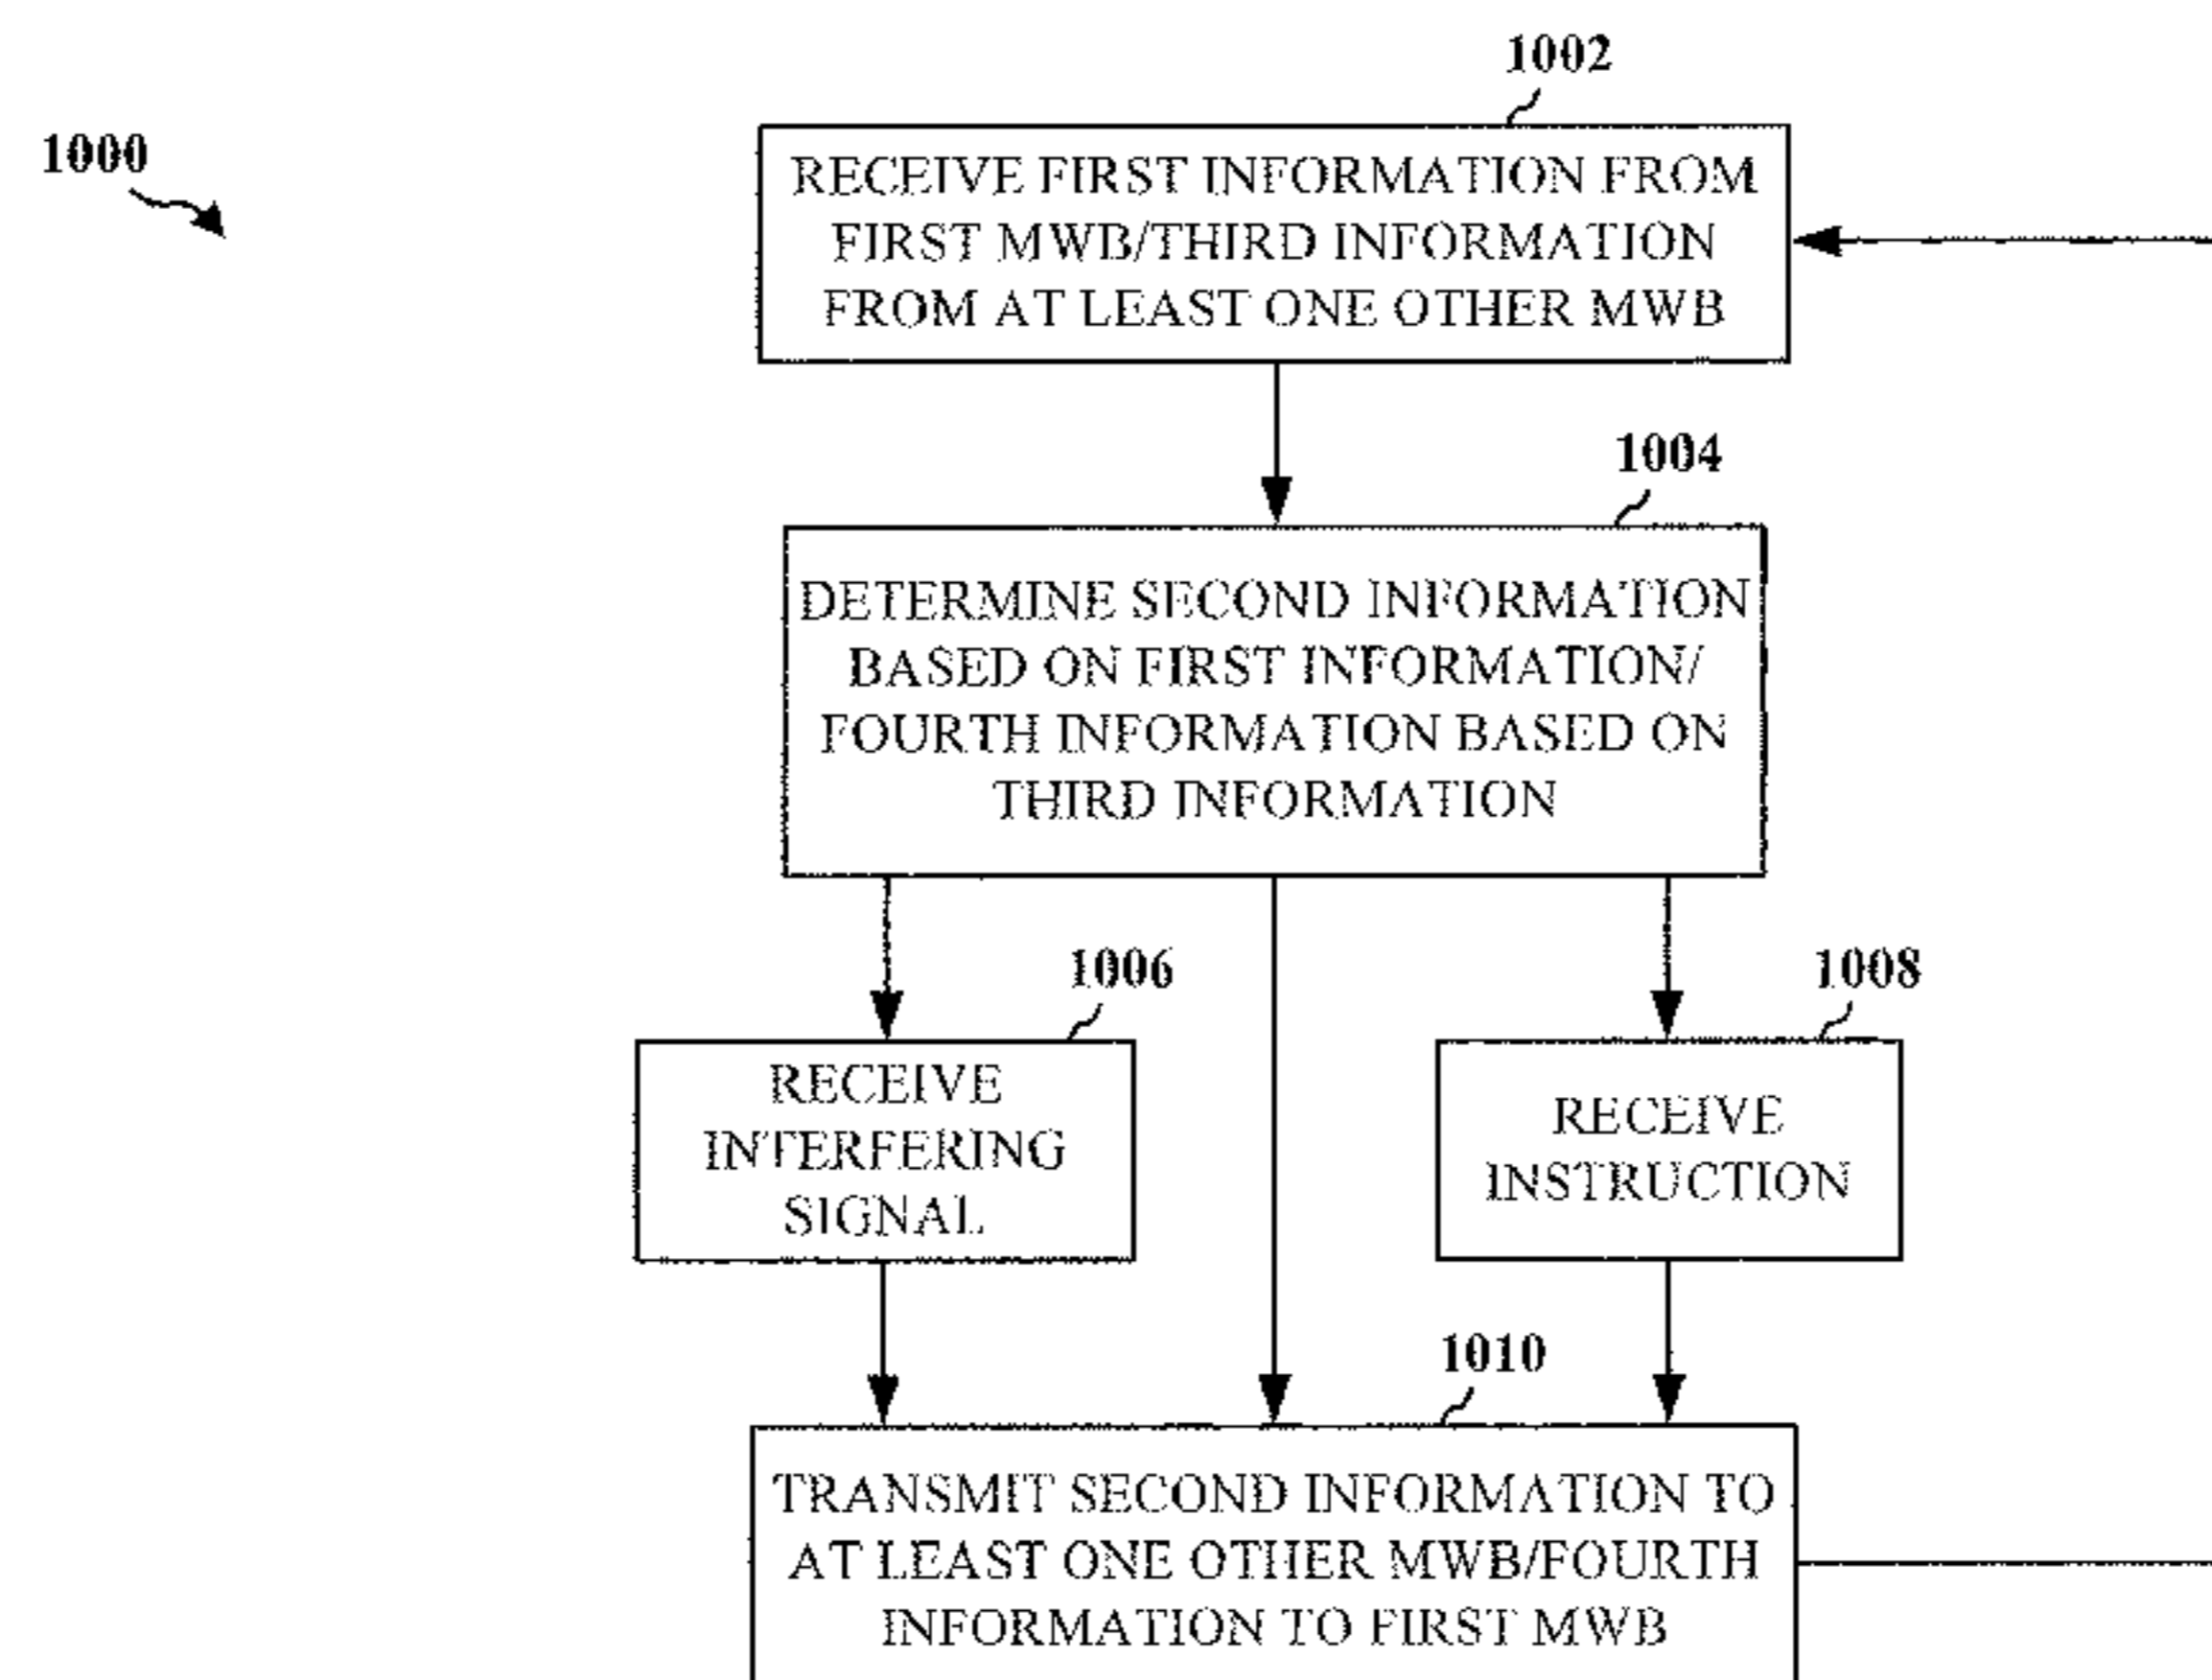 1002
1000
RECEIVE FIRST INFORMATION FROM
FIRST MWB/THIRD INFORMATION
FROM AT LEAST ONE OTHER MWB
1004
DETERMINE SECOND INFORMATION
BASED ON FIRST INFORMATION/
FOURTH INFORMATION BASED ON
THIRD INFORMATION
1006
RECEIVE
INTERFERING
SIGNAL
1008
RECEIVE
INSTRUCTION
1010
TRANSMIT SECOND INFORMATION TO
AT LEAST ONE OTHER MWB/FOURTH
INFORMATION TO FIRST MWB